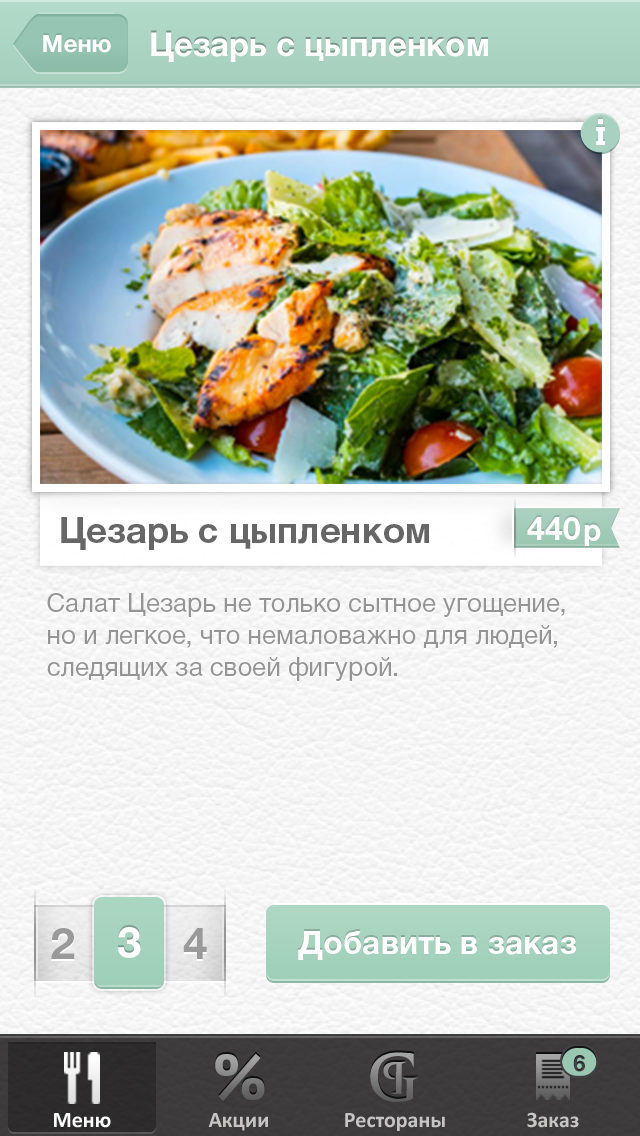 Меню
Цезарь с цыпленком
i
Цезарь с цыпленком
440р
Салат Цезарь не только сытное угощение,
но и легкое, что немаловажно для людей,
следящих за своей фигурой.
2 3 4
Добавить в заказ
6
Меню
Акции
Рестораны
Заказ